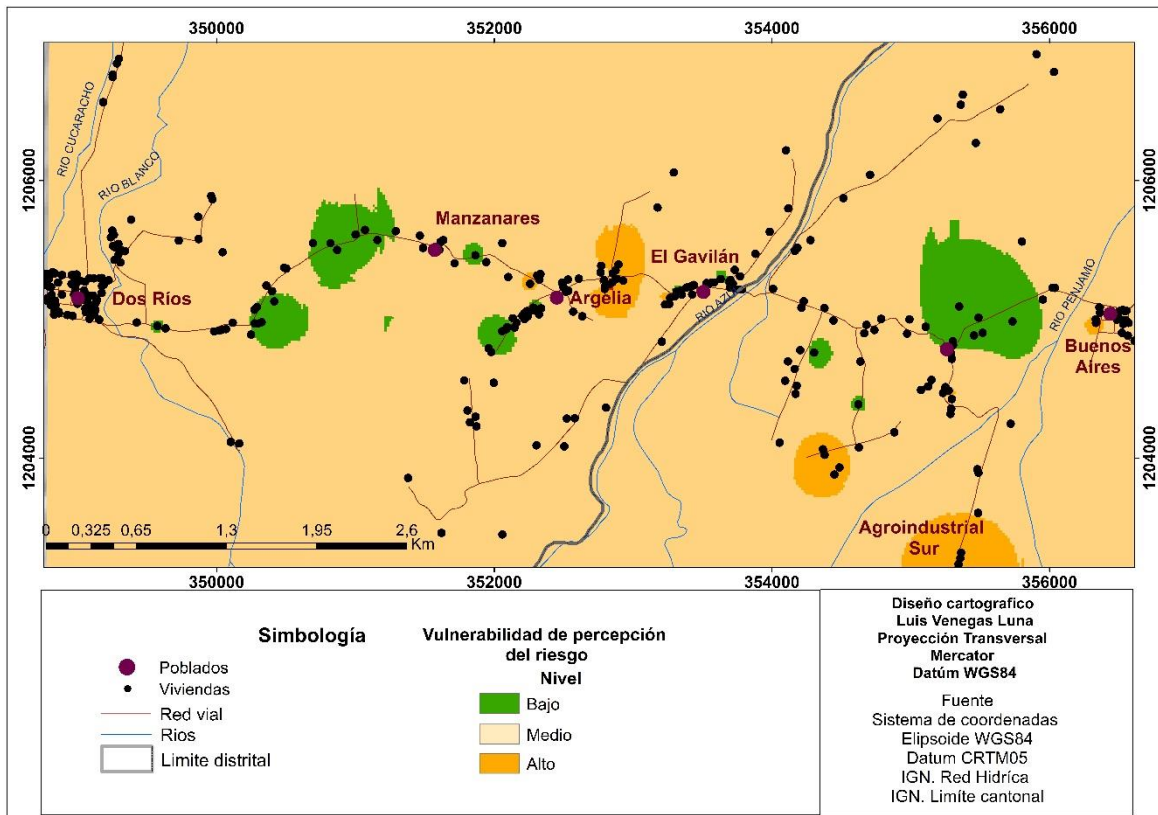 350000 352000 354000 356000
RIO CUCARACHO
RIO BLANCO
1206000
1206000
Manzanares
El Gavilán
Dos Ríos
Argelia
RIO AZUL
RIO PENJAMO
Buenos
Aires
1204000
1204000
Agroindustrial
Sur
0 0,325 0,65 1,3 1,95 2,6
Km
350000 352000 354000 356000
Simbología
Poblados
Viviendas
Red vial
Rios
Limite distrital
Vulnerabilidad de percepción
del riesgo
Nivel
Bajo
Medio
Alto
Diseño cartografico
Luis Venegas Luna
Proyección Transversal
Mercator
Datúm WGS84
Fuente
Sistema de coordenadas
Elipsoide WGS84
Datum CRTM05
IGN. Red Hidríca
IGN. Limíte cantonal